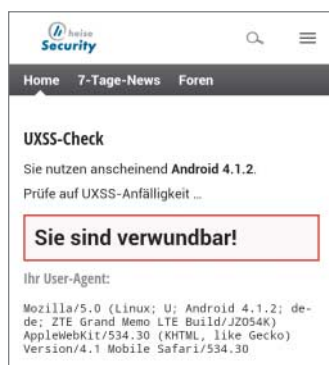 heise
Security
Home 7-Tage-News Foren
UXSS-Check
Sie nutzen anscheinend Android 4.1.2.
Prüfe auf UXSS-Anfälligkeit ...
Sie sind verwundbar!
Ihr User-Agent:
Mozilla/5.0 (Linux; U; Android 4.1.2; de-
de; ZTE Grand Memo LTE Build/JZO54K)
AppleWebKit/534.30 (KHTML, like Gecko)
Version/4.1 Mobile Safari/534.30